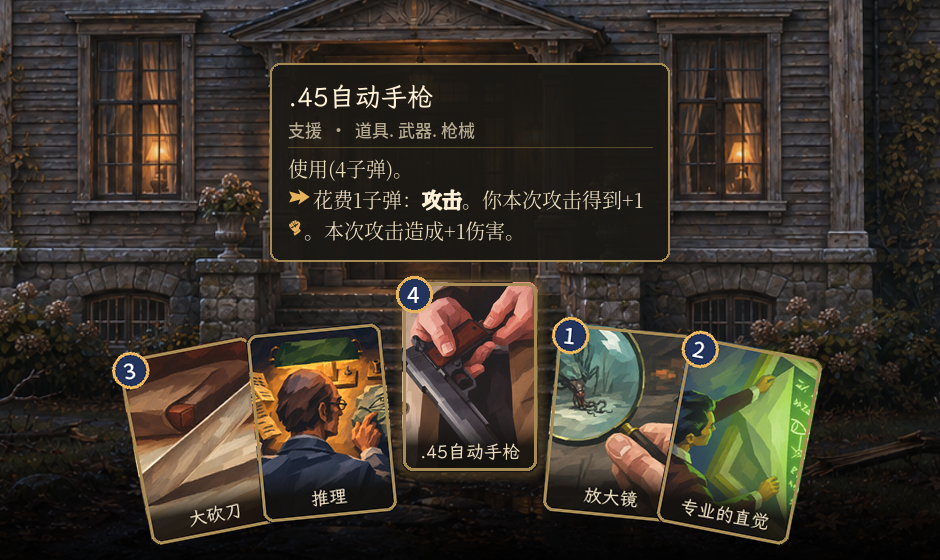 .45自动手枪
支援 · 道具. 武器. 枪械
使用(4子弹)。
花费1子弹：攻击。你本次攻击得到+1
。本次攻击造成+1伤害。
3
大砍刀
推理
4
.45自动手枪
1
放大镜
2
专业的直觉